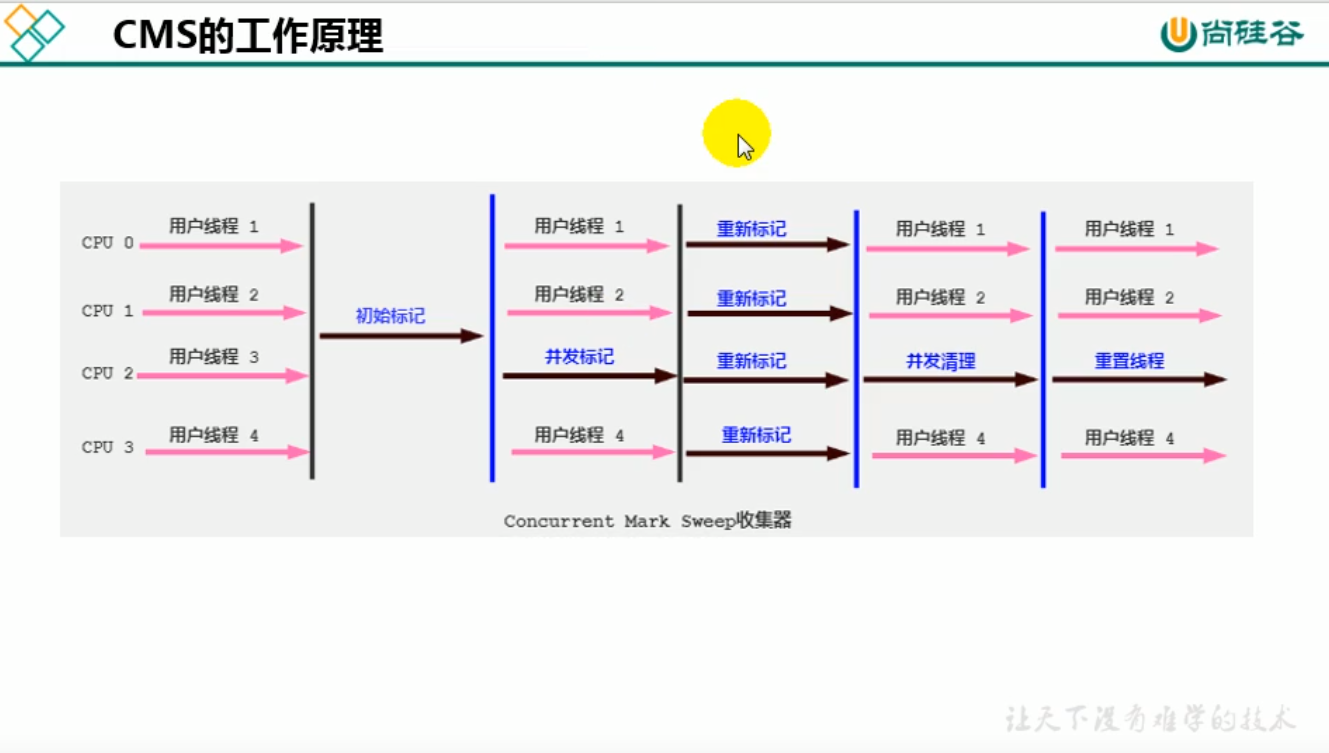 CMS的工作原理
尚硅谷
用户线程 1 用户线程 1 重新标记 用户线程 1 用户线程 1
CPU 0
用户线程 2 用户线程 2 重新标记 用户线程 2 用户线程 2
CPU 1
初始标记
用户线程 3 并发标记 重新标记 并发清理 重置线程
CPU 2
用户线程 4 用户线程 4 重新标记 用户线程 4 用户线程 4
CPU 3
Concurrent Mark Sweep收集器
让天下没有难学的技术